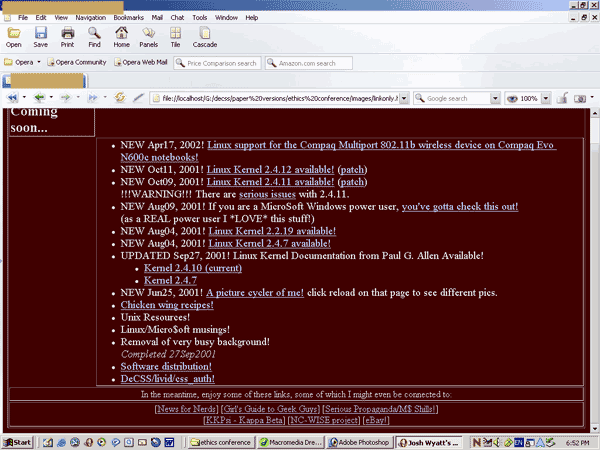 File Edit View Navigation Bookmarks Mail Chat Tools Window Help
Open Save Print Find Home Panels Tile Cascade
Opera Opera Community Opera Web Mail Price Comparison search Amazon.com search
file://localhost/G:/decss/paper%20versions/ethics%20conference/images/linkonly. Google search 100%
Coming
soon...
NEW Apr17, 2002! Linux support for the Compaq Multiport 802.11b wireless device on Compaq Evo
N600c notebooks!
NEW Oct11, 2001! Linux Kernel 2.4.12 available! (patch)
NEW Oct09, 2001! Linux Kernel 2.4.11 available! (patch)
!!!WARNING!!! There are serious issues with 2.4.11.
NEW Aug09, 2001! If you are a MicroSoft Windows power user, you've gotta check this out!
(as a REAL power user I *LOVE* this stuff!)
NEW Aug04, 2001! Linux Kernel 2.2.19 available!
NEW Aug04, 2001! Linux Kernel 2.4.7 available!
UPDATED Sep27, 2001! Linux Kernel Documentation from Paul G. Allen Available!
Kernel 2.4.10 (current)
Kernel 2.4.7
NEW Jun25, 2001! A picture cycler of me! click reload on that page to see different pics.
Chicken wing recipes!
Unix Resources!
Linux/Micro$oft musings!
Removal of very busy background!
Completed 27Sep2001
Software distribution!
DeCSS/livid/css_auth!
In the meantime, enjoy some of these links, some of which I might even be connected to:
[News for Nerds] [Girl's Guide to Geek Guys] [Serious Propaganda/M$ Shills!]
[KKPsi - Kappa Beta] [NC-WISE project] [eBay!]
Start ethics conference Macromedia Dre... Adobe Photoshop Josh Wyatt's ... EN 6:52 PM